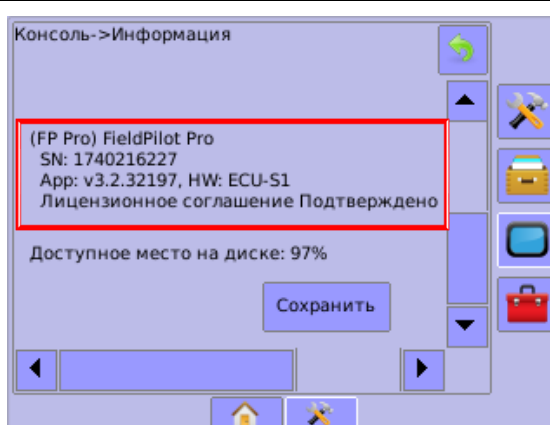 Консоль->Информация
(FP Pro) FieldPilot Pro
SN: 1740216227
App: v3.2.32197, HW: ECU-S1
Лицензионное соглашение Подтверждено
Доступное место на диске: 97%
Сохранить